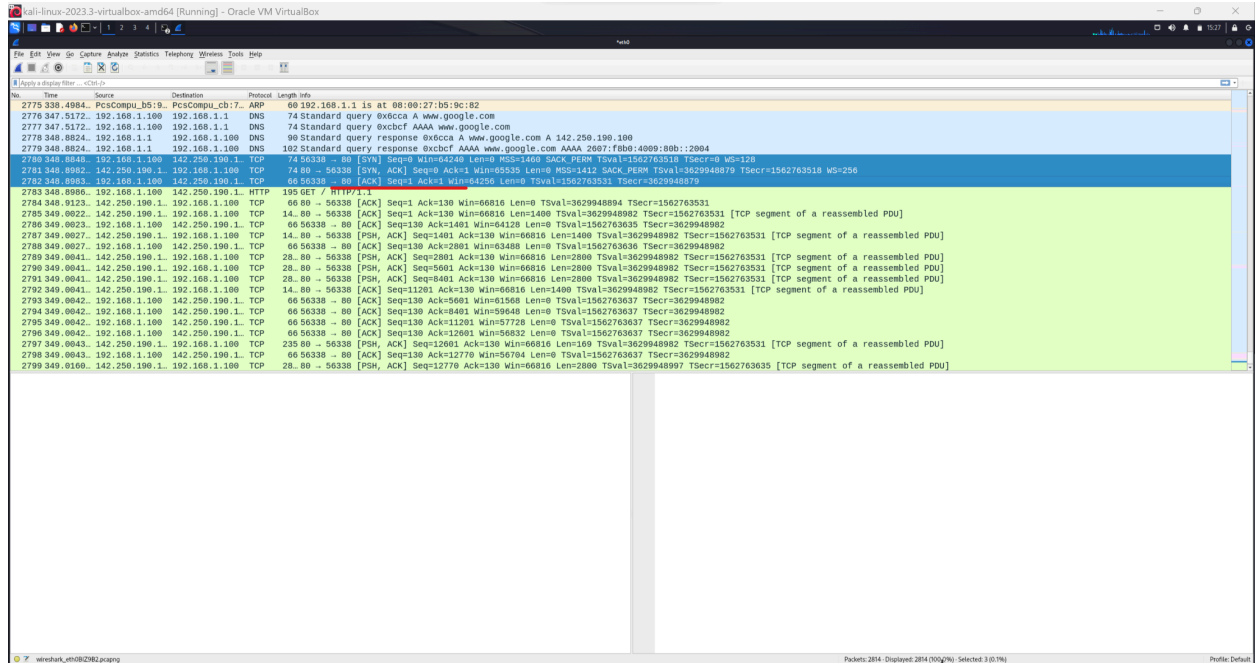 kali-linux-2023.3-virtualbox-amd64 [Running] - Oracle VM VirtualBox
1 2 3 4
15:27
*eth0
File Edit View Go Capture Analyze Statistics Telephony Wireless Tools Help
Apply a display filter ... <Ctrl-/>
No. Time Source Destination Protocol Length Info
2775 338.4984… PcsCompu_b5:9… PcsCompu_cb:7… ARP 60 192.168.1.1 is at 08:00:27:b5:9c:82
2776 347.5172… 192.168.1.100 192.168.1.1 DNS 74 Standard query 0x6cca A www.google.com
2777 347.5172… 192.168.1.100 192.168.1.1 DNS 74 Standard query 0xcbcf AAAA www.google.com
2778 348.8824… 192.168.1.1 192.168.1.100 DNS 90 Standard query response 0x6cca A www.google.com A 142.250.190.100
2779 348.8824… 192.168.1.1 192.168.1.100 DNS 102 Standard query response 0xcbcf AAAA www.google.com AAAA 2607:f8b0:4009:80b::2004
2780 348.8848… 192.168.1.100 142.250.190.1… TCP 74 56338 → 80 [SYN] Seq=0 Win=64240 Len=0 MSS=1460 SACK_PERM TSval=1562763518 TSecr=0 WS=128
2781 348.8982… 142.250.190.1… 192.168.1.100 TCP 74 80 → 56338 [SYN, ACK] Seq=0 Ack=1 Win=65535 Len=0 MSS=1412 SACK_PERM TSval=3629948879 TSecr=1562763518 WS=256
2782 348.8983… 192.168.1.100 142.250.190.1… TCP 66 56338 → 80 [ACK] Seq=1 Ack=1 Win=64256 Len=0 TSval=1562763531 TSecr=3629948879
2783 348.8986… 192.168.1.100 142.250.190.1… HTTP 195 GET / HTTP/1.1
2784 348.9123… 142.250.190.1… 192.168.1.100 TCP 66 80 → 56338 [ACK] Seq=1 Ack=130 Win=66816 Len=0 TSval=3629948894 TSecr=1562763531
2785 349.0022… 142.250.190.1… 192.168.1.100 TCP 14… 80 → 56338 [ACK] Seq=1 Ack=130 Win=66816 Len=1400 TSval=3629948982 TSecr=1562763531 [TCP segment of a reassembled PDU]
2786 349.0023… 192.168.1.100 142.250.190.1… TCP 66 56338 → 80 [ACK] Seq=130 Ack=1401 Win=64128 Len=0 TSval=1562763635 TSecr=3629948982
2787 349.0027… 142.250.190.1… 192.168.1.100 TCP 14… 80 → 56338 [PSH, ACK] Seq=1401 Ack=130 Win=66816 Len=1400 TSval=3629948982 TSecr=1562763531 [TCP segment of a reassembled PDU]
2788 349.0027… 192.168.1.100 142.250.190.1… TCP 66 56338 → 80 [ACK] Seq=130 Ack=2801 Win=63488 Len=0 TSval=1562763636 TSecr=3629948982
2789 349.0041… 142.250.190.1… 192.168.1.100 TCP 28… 80 → 56338 [PSH, ACK] Seq=2801 Ack=130 Win=66816 Len=2800 TSval=3629948982 TSecr=1562763531 [TCP segment of a reassembled PDU]
2790 349.0041… 142.250.190.1… 192.168.1.100 TCP 28… 80 → 56338 [PSH, ACK] Seq=5601 Ack=130 Win=66816 Len=2800 TSval=3629948982 TSecr=1562763531 [TCP segment of a reassembled PDU]
2791 349.0041… 142.250.190.1… 192.168.1.100 TCP 28… 80 → 56338 [PSH, ACK] Seq=8401 Ack=130 Win=66816 Len=2800 TSval=3629948982 TSecr=1562763531 [TCP segment of a reassembled PDU]
2792 349.0041… 142.250.190.1… 192.168.1.100 TCP 14… 80 → 56338 [PSH, ACK] Seq=11201 Ack=130 Win=66816 Len=1400 TSval=3629948982 TSecr=1562763531 [TCP segment of a reassembled PDU]
2793 349.0042… 192.168.1.100 142.250.190.1… TCP 66 56338 → 80 [ACK] Seq=130 Ack=5601 Win=61568 Len=0 TSval=1562763637 TSecr=3629948982
2794 349.0042… 192.168.1.100 142.250.190.1… TCP 66 56338 → 80 [ACK] Seq=130 Ack=8401 Win=59648 Len=0 TSval=1562763637 TSecr=3629948982
2795 349.0042… 192.168.1.100 142.250.190.1… TCP 66 56338 → 80 [ACK] Seq=130 Ack=11201 Win=57728 Len=0 TSval=1562763637 TSecr=3629948982
2796 349.0042… 192.168.1.100 142.250.190.1… TCP 66 56338 → 80 [ACK] Seq=130 Ack=12601 Win=56832 Len=0 TSval=1562763637 TSecr=3629948982
2797 349.0043… 142.250.190.1… 192.168.1.100 TCP 235 80 → 56338 [PSH, ACK] Seq=12601 Ack=130 Win=66816 Len=169 TSval=3629948982 TSecr=1562763531 [TCP segment of a reassembled PDU]
2798 349.0043… 192.168.1.100 142.250.190.1… TCP 66 56338 → 80 [ACK] Seq=130 Ack=12770 Win=56704 Len=0 TSval=1562763637 TSecr=3629948982
2799 349.0160… 142.250.190.1… 192.168.1.100 TCP 28… 80 → 56338 [PSH, ACK] Seq=12770 Ack=130 Win=66816 Len=2800 TSval=3629948997 TSecr=1562763635 [TCP segment of a reassembled PDU]
wireshark_eth0BIZ9B2.pcapng
Packets: 2814 · Displayed: 2814 (100.0%) · Selected: 3 (0.1%)
Profile: Default